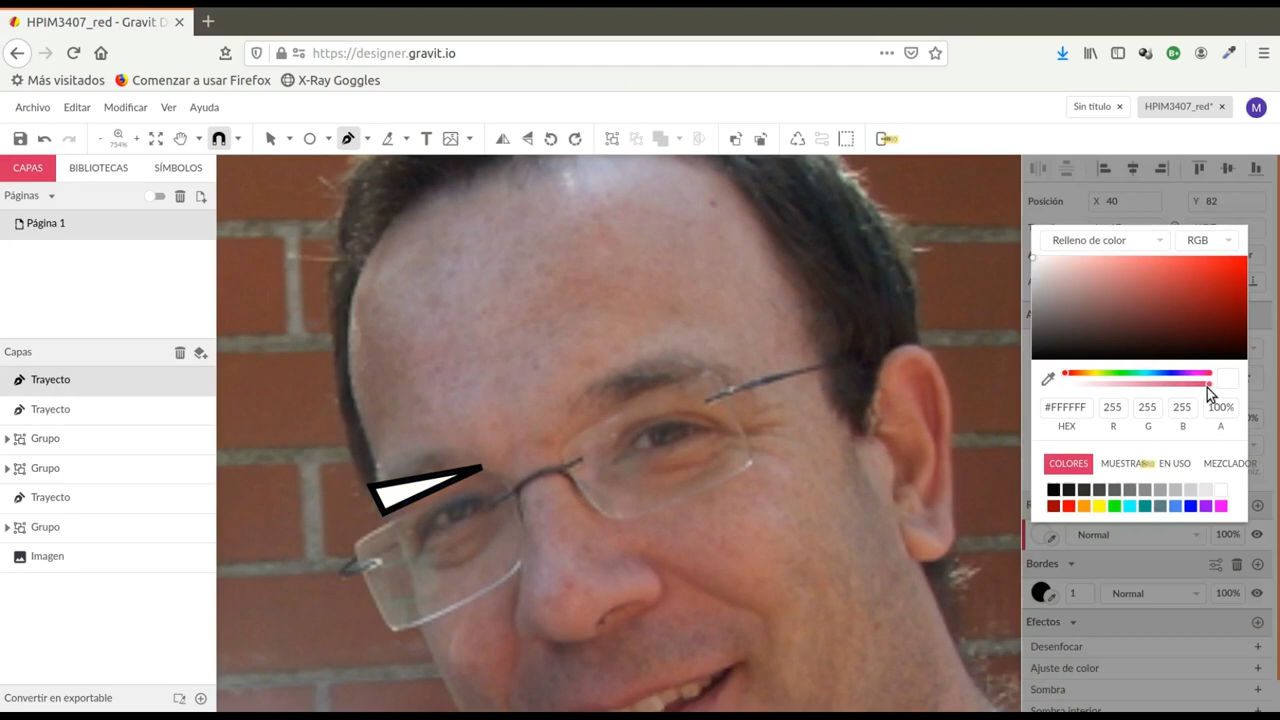 HPIM3407_red - Gravit D
https://designer.gravit.io
Más visitados
Comenzar a usar Firefox
X-Ray Goggles
Archivo
Editar
Modificar
Ver
Ayuda
Sin título
HPIM3407_red*
M
754%
CAPAS
BIBLIOTECAS
SÍMBOLOS
Páginas
Página 1
Capas
Trayecto
Trayecto
Grupo
Grupo
Trayecto
Grupo
Imagen
Convertir en exportable
Posición
X 40
Y 82
Relleno de color
RGB
#FFFFFF
255
255
255
100%
HEX
R
G
B
A
COLORES
EN USO
MEZCLADOR
Normal
100%
Bordes
1
Normal
100%
Efectos
Desenfocar
Ajuste de color
Sombra
Sombra interior